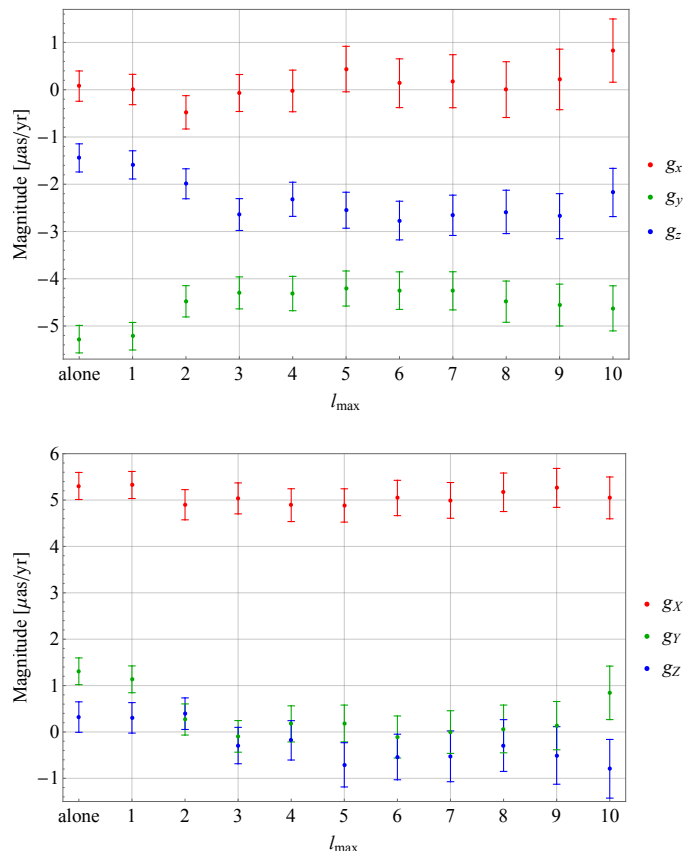 Magnitude [μas/yr]
1
0
−1
−2
−3
−4
−5
alone 1 2 3 4 5 6 7 8 9 10
lmax
gx
gy
gz
Magnitude [μas/yr]
6
5
4
3
2
1
0
−1
alone 1 2 3 4 5 6 7 8 9 10
lmax
gX
gY
gZ